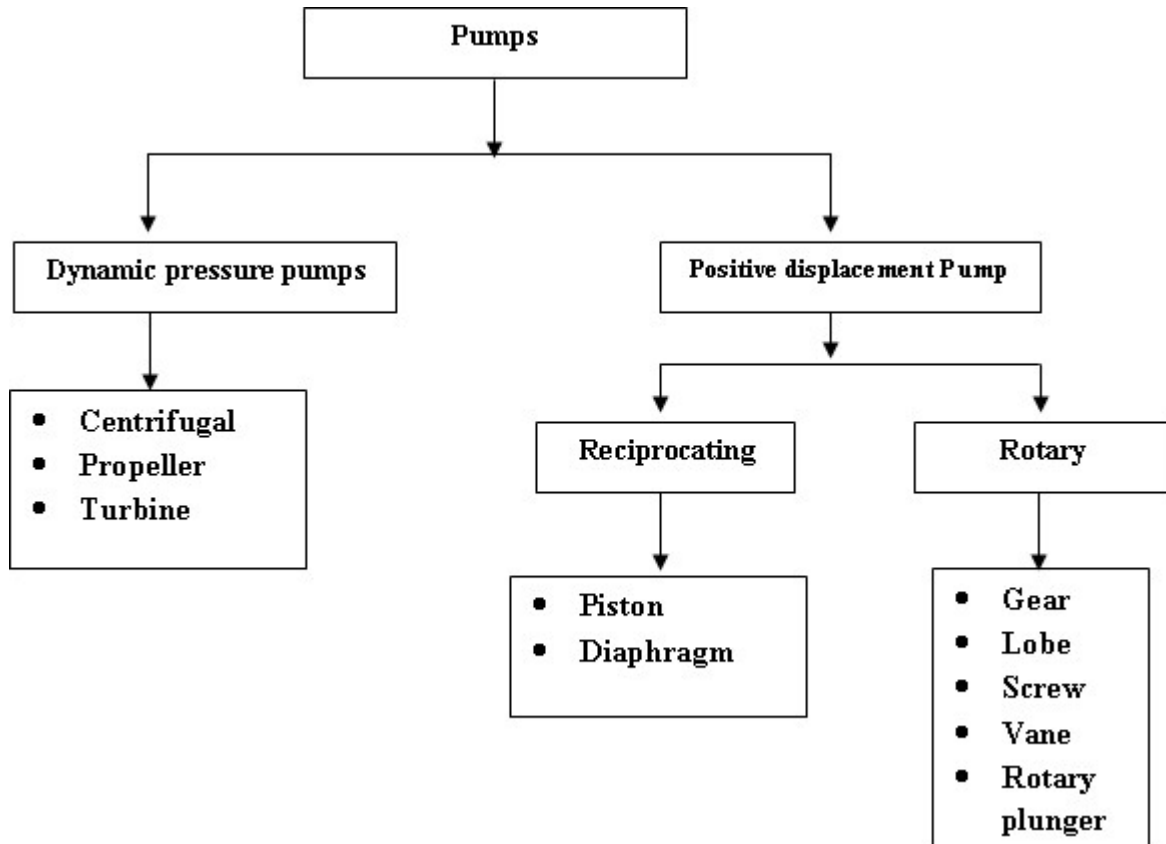 Pumps
Dynamic pressure pumps
Positive displacement Pump
• Centrifugal
• Propeller
• Turbine
Reciprocating
Rotary
• Piston
• Diaphragm
• Gear
• Lobe
• Screw
• Vane
• Rotary
plunger